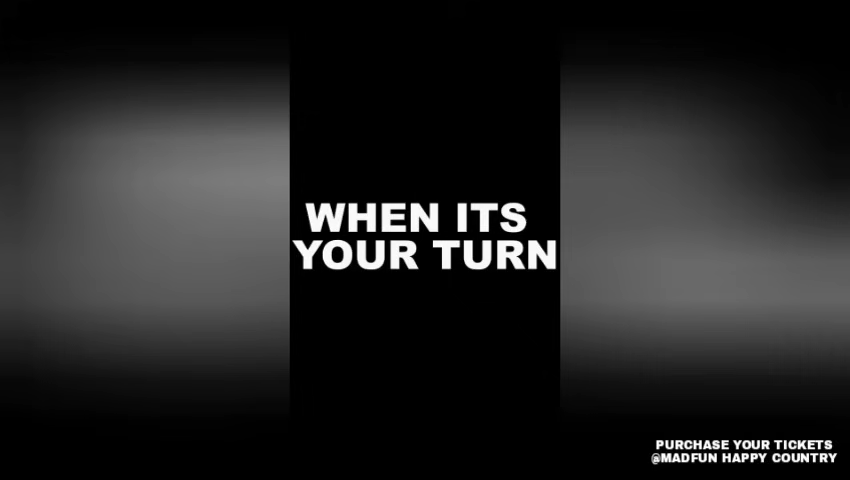 WHEN ITS
YOUR TURN
PURCHASE YOUR TICKETS
@MADFUN HAPPY COUNTRY